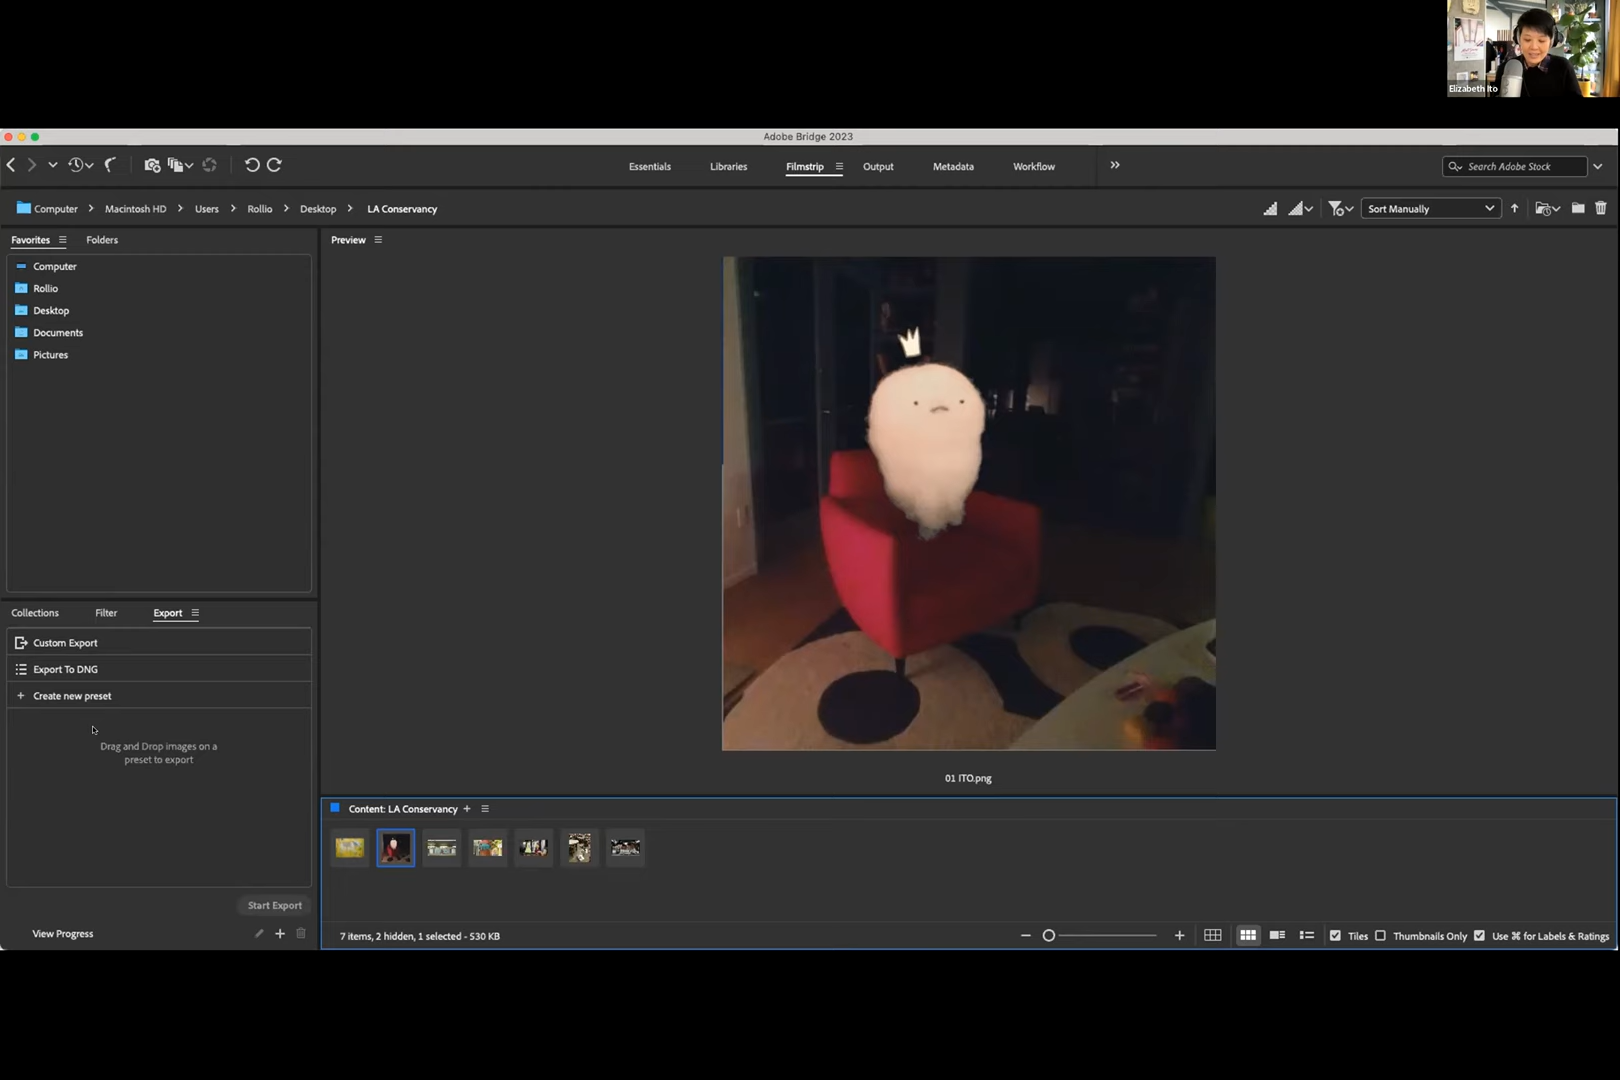 Elizabeth Ito
Adobe Bridge 2023
Essentials Libraries Filmstrip Output Metadata Workflow Search Adobe Stock
Computer Macintosh HD Users Rollio Desktop LA Conservancy Sort Manually
Favorites Folders
Computer
Rollio
Desktop
Documents
Pictures
Preview
01 ITO.png
Collections Filter Export
Custom Export
Export To DNG
Create new preset
Drag and Drop images on a
preset to export
Start Export
View Progress
Content: LA Conservancy
7 items, 2 hidden, 1 selected - 530 KB
Tiles Thumbnails Only Use ⌘ for Labels & Ratings